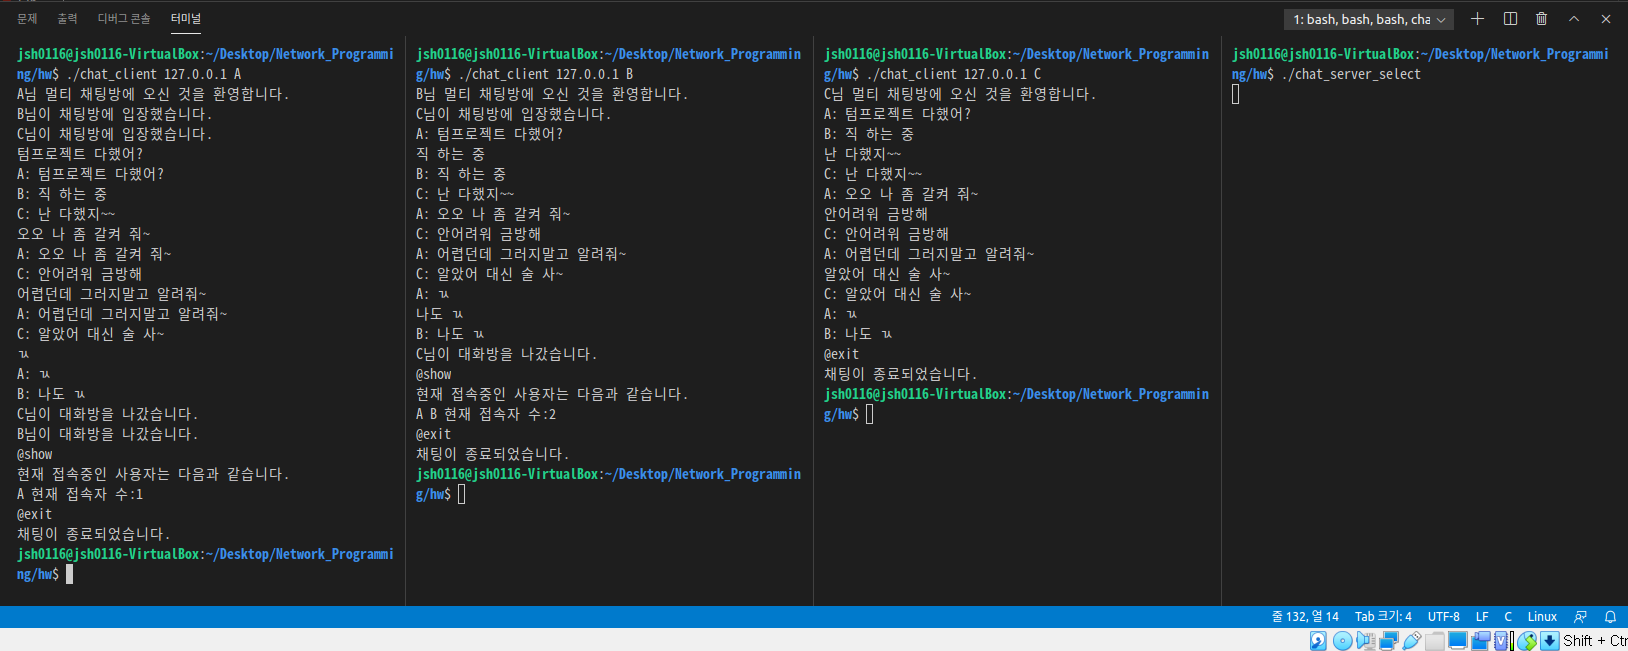 문제 출력 디버그 콘솔 터미널 1: bash, bash, bash, cha
jsh0116@jsh0116-VirtualBox:~/Desktop/Network_Programmi
ng/hw$ ./chat_client 127.0.0.1 A
A님 멀티 채팅방에 오신 것을 환영합니다.
B님이 채팅방에 입장했습니다.
C님이 채팅방에 입장했습니다.
텀프로젝트 다했어?
A: 텀프로젝트 다했어?
B: 직 하는 중
C: 난 다했지~~
오오 나 좀 갈켜 줘~
A: 오오 나 좀 갈켜 줘~
C: 안어려워 금방해
어렵던데 그러지말고 알려줘~
A: 어렵던데 그러지말고 알려줘~
C: 알았어 대신 술 사~
ㄳ
A: ㄳ
B: 나도 ㄳ
C님이 대화방을 나갔습니다.
B님이 대화방을 나갔습니다.
@show
현재 접속중인 사용자는 다음과 같습니다.
A 현재 접속자 수:1
@exit
채팅이 종료되었습니다.
jsh0116@jsh0116-VirtualBox:~/Desktop/Network_Programmi
ng/hw$
jsh0116@jsh0116-VirtualBox:~/Desktop/Network_Programmin
g/hw$ ./chat_client 127.0.0.1 B
B님 멀티 채팅방에 오신 것을 환영합니다.
C님이 채팅방에 입장했습니다.
A: 텀프로젝트 다했어?
직 하는 중
B: 직 하는 중
C: 난 다했지~~
A: 오오 나 좀 갈켜 줘~
C: 안어려워 금방해
A: 어렵던데 그러지말고 알려줘~
C: 알았어 대신 술 사~
A: ㄳ
나도 ㄳ
B: 나도 ㄳ
C님이 대화방을 나갔습니다.
@show
현재 접속중인 사용자는 다음과 같습니다.
A B 현재 접속자 수:2
@exit
채팅이 종료되었습니다.
jsh0116@jsh0116-VirtualBox:~/Desktop/Network_Programmin
g/hw$
jsh0116@jsh0116-VirtualBox:~/Desktop/Network_Programmin
g/hw$ ./chat_client 127.0.0.1 C
C님 멀티 채팅방에 오신 것을 환영합니다.
A: 텀프로젝트 다했어?
B: 직 하는 중
난 다했지~~
C: 난 다했지~~
A: 오오 나 좀 갈켜 줘~
안어려워 금방해
C: 안어려워 금방해
A: 어렵던데 그러지말고 알려줘~
알았어 대신 술 사~
C: 알았어 대신 술 사~
A: ㄳ
B: 나도 ㄳ
@exit
채팅이 종료되었습니다.
jsh0116@jsh0116-VirtualBox:~/Desktop/Network_Programmin
g/hw$
jsh0116@jsh0116-VirtualBox:~/Desktop/Network_Programmi
ng/hw$ ./chat_server_select
줄 132, 열 14 Tab 크기: 4 UTF-8 LF C Linux
Shift + Ctr